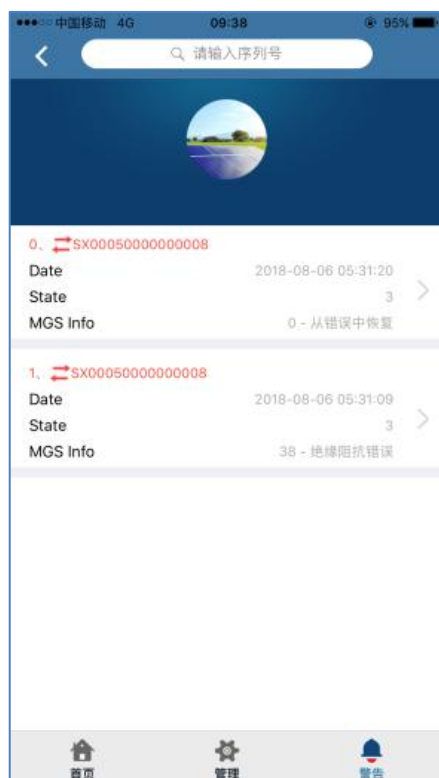 中国移动 4G 09:38 95%
请输入序列号
0、SX00050000000008
Date 2018-08-06 05:31:20
State 3
MGS Info 0 - 从错误中恢复
1、SX00050000000008
Date 2018-08-06 05:31:09
State 3
MGS Info 38 - 绝缘阻抗错误
首页 管理 警告